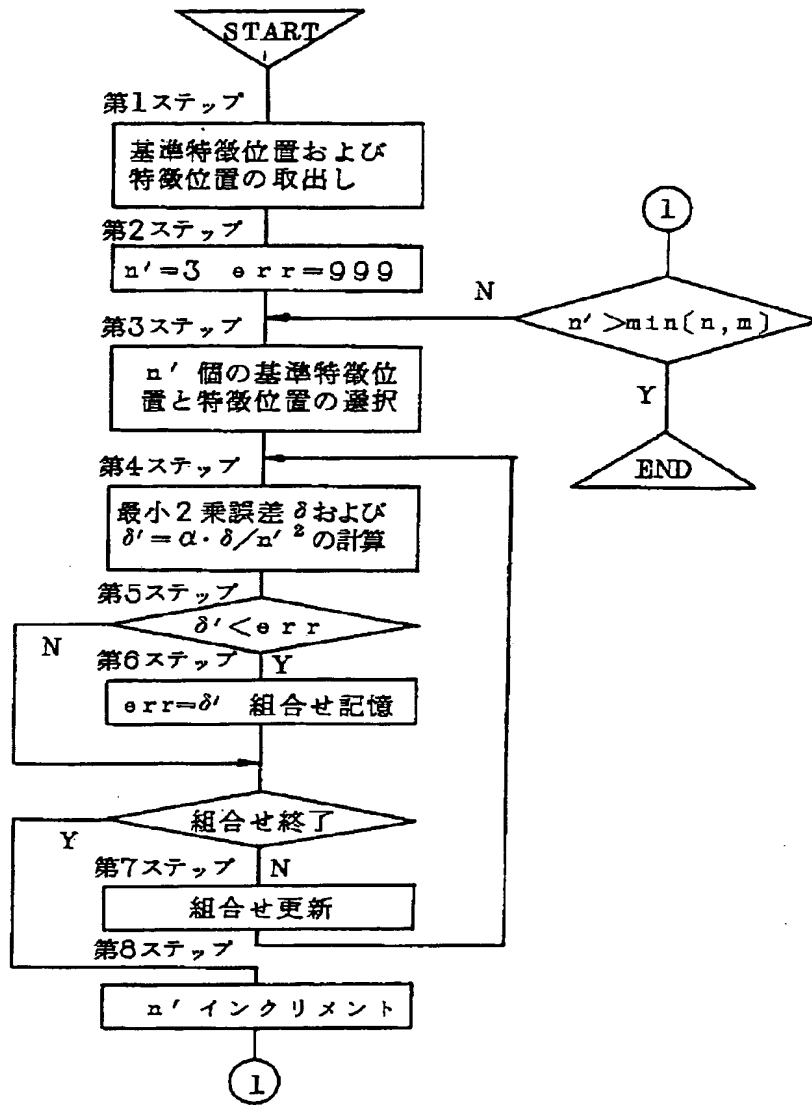 START
第1ステップ
基準特徴位置および
特徴位置の取出し
第2ステップ
n'=3 err=999
第3ステップ
n' 個の基準特徴位
置と特徴位置の選択
第4ステップ
最小2乗誤差δおよび
δ'=α·δ/n'²の計算
第5ステップ
δ'<err
N
第6ステップ
Y
err=δ' 組合せ記憶
組合せ終了
Y
第7ステップ
N
組合せ更新
第8ステップ
n' インクリメント
1
1
N
n'>min(n,m)
Y
END